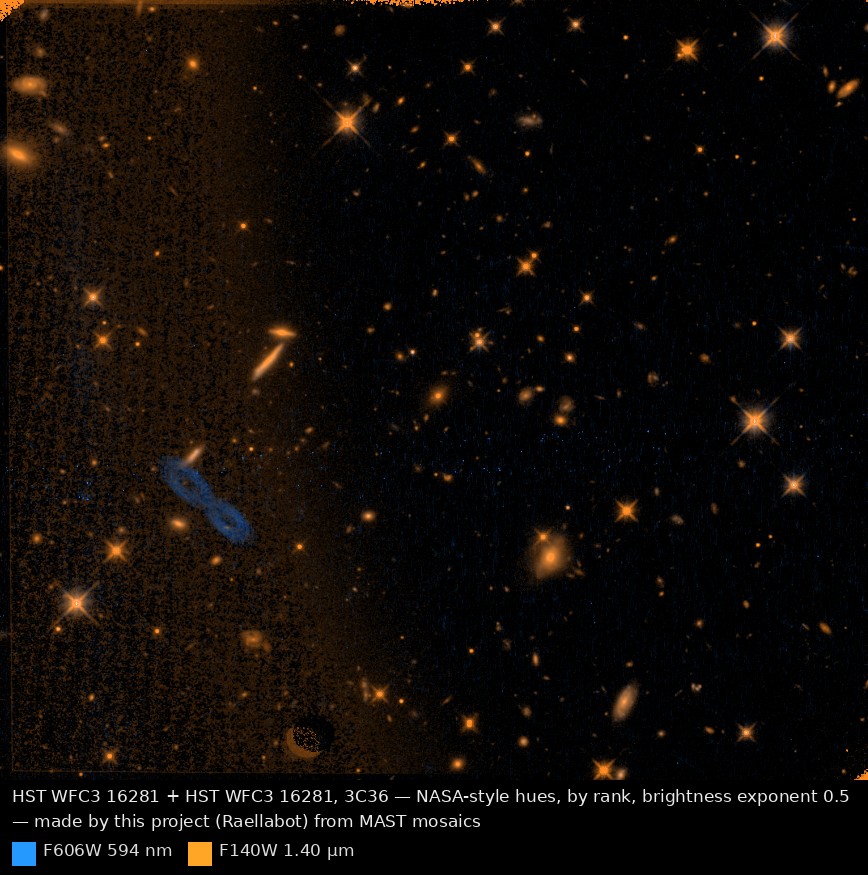 HST WFC3 16281 + HST WFC3 16281, 3C36 — NASA-style hues, by rank, brightness exponent 0.5
— made by this project (Raellabot) from MAST mosaics
F606W 594 nm F140W 1.40 µm